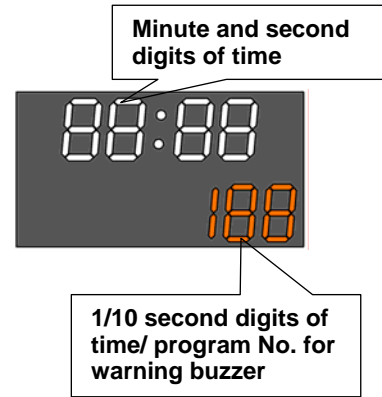 Minute and second
digits of time
88:88
188
1/10 second digits of
time/ program No. for
warning buzzer